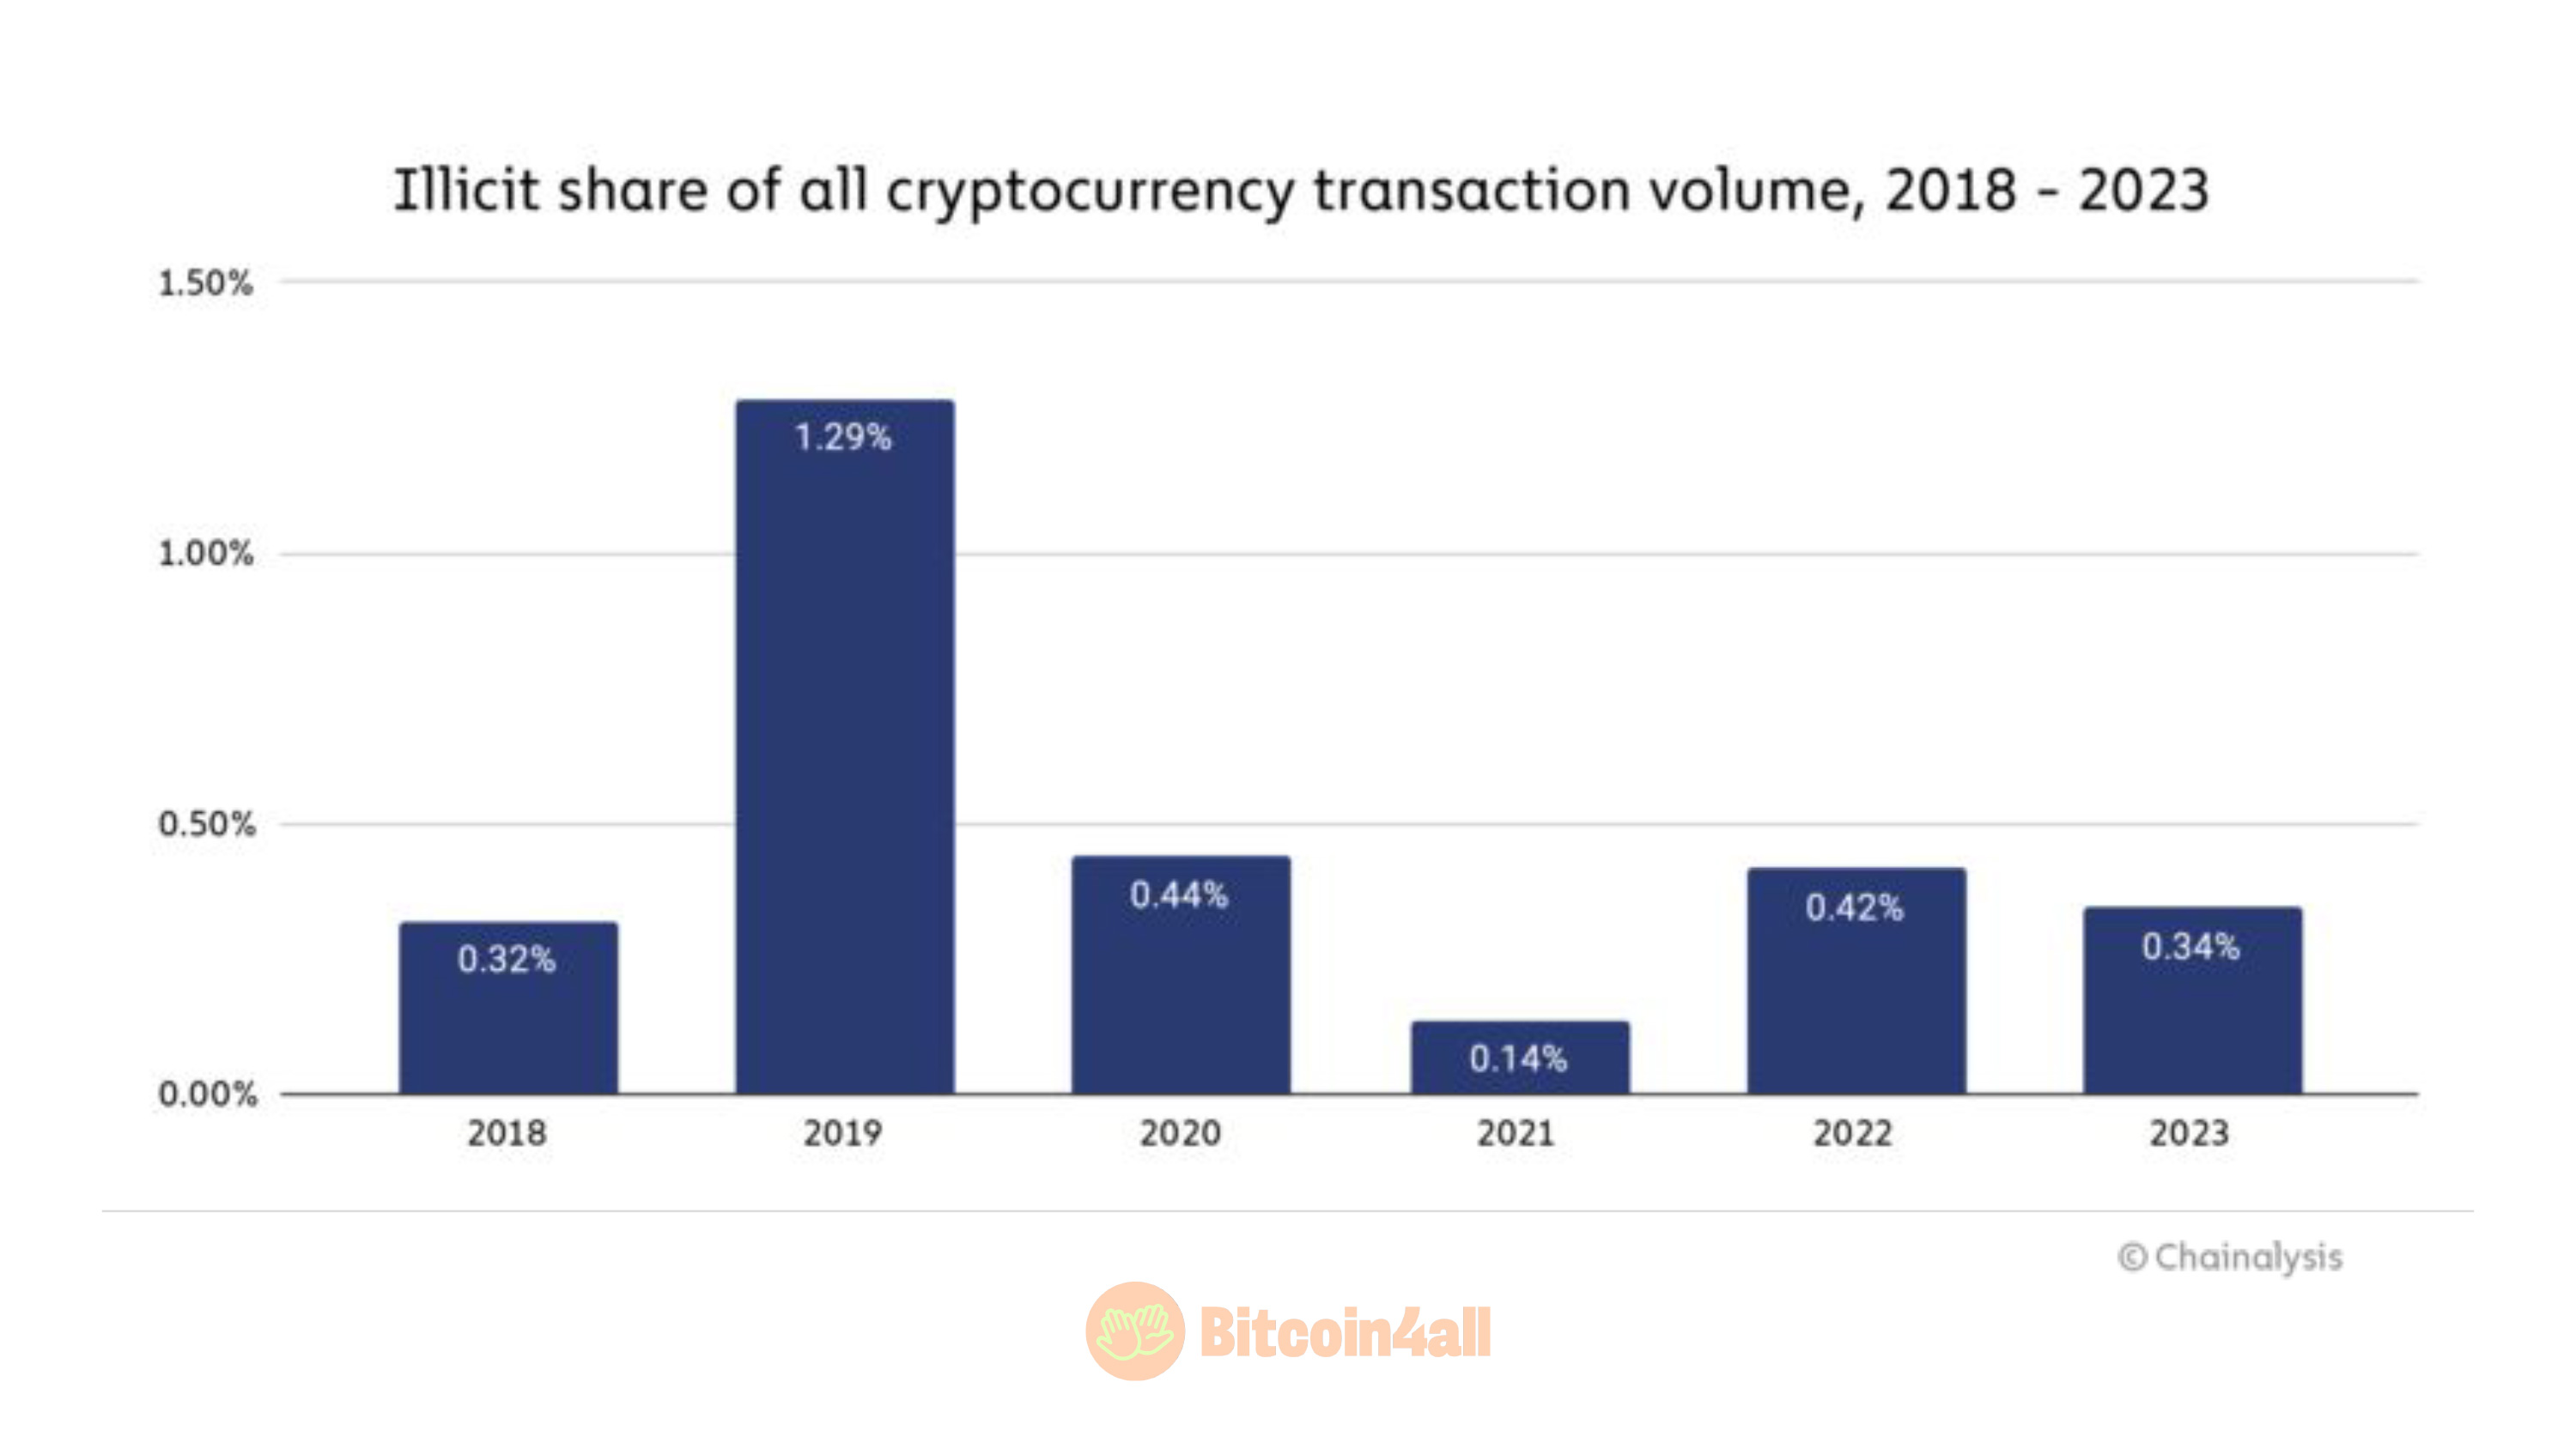 Illicit share of all cryptocurrency transaction volume, 2018 - 2023
1.50%
1.00%
0.50%
0.00%
1.29%
0.44%
0.42%
0.34%
0.32%
0.14%
2018 2019 2020 2021 2022 2023
© Chainalysis
Bitcoin4all